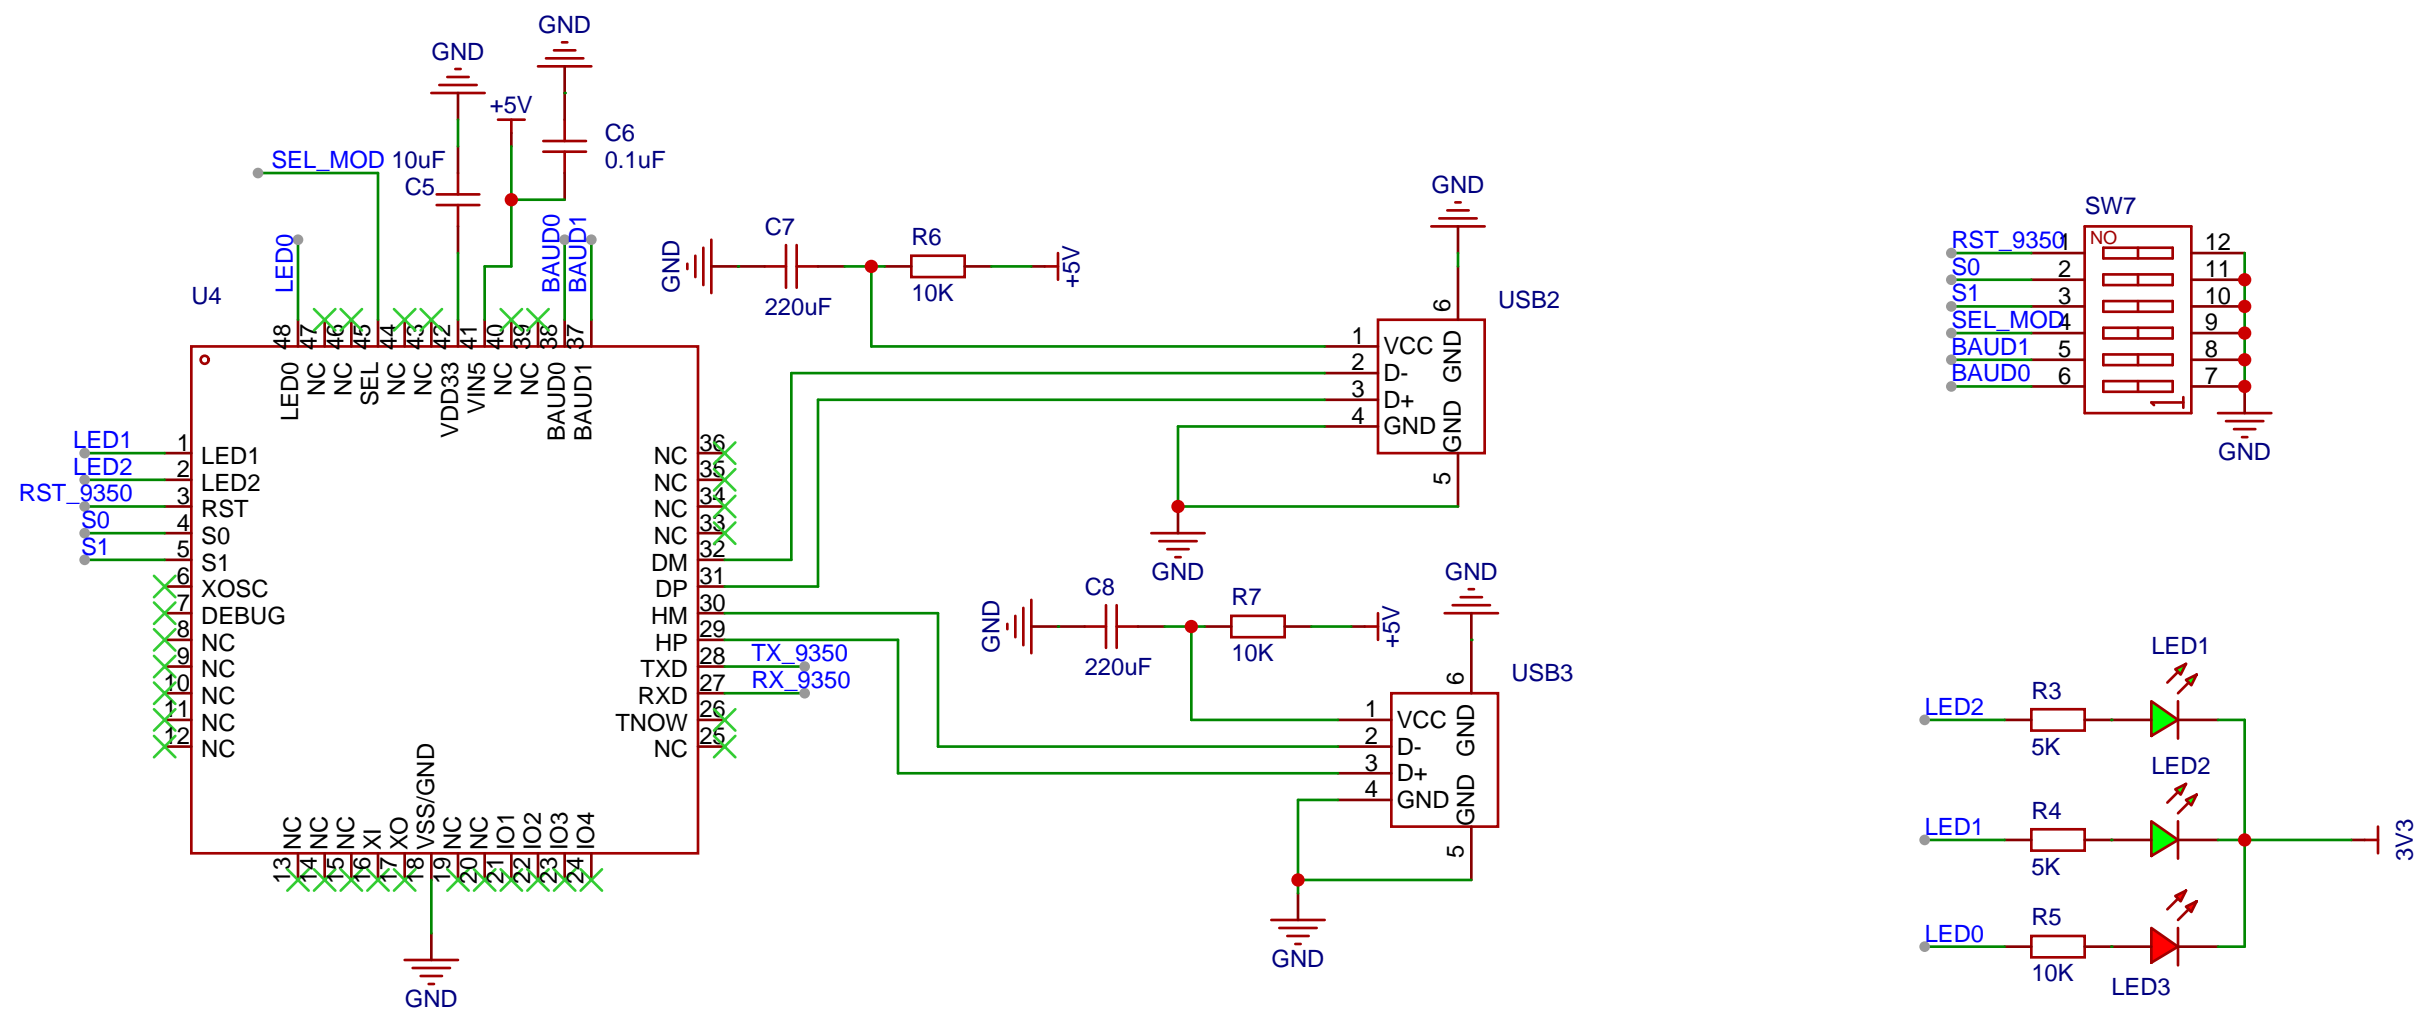 GND
GND
+5V
C6
0.1uF
SEL_MOD
10uF
C5
LED0
BAUD0
BAUD1
U4
48
47
46
45
44
43
42
41
40
39
38
37
LED0
NC
NC
SEL
NC
NC
VDD33
VIN5
NC
NC
BAUD0
BAUD1
LED1
1
LED1
LED2
2
LED2
RST_9350
3
RST
S0
4
S0
S1
5
S1
6
XOSC
7
DEBUG
8
NC
9
NC
10
NC
11
NC
12
NC
NC
36
NC
35
NC
34
NC
33
DM
32
DP
31
HM
30
HP
29
TXD
28
TX_9350
RXD
27
RX_9350
TNOW
26
NC
25
NC
NC
NC
XI
XO
VSS/GND
NC
NC
IO1
IO2
IO3
IO4
13
14
15
16
17
18
19
20
21
22
23
24
GND
GND
C7
220uF
R6
10K
+5V
GND
USB2
6
1
VCC
2
D-
3
D+
4
GND
GND
GND
5
GND
GND
C8
220uF
R7
10K
+5V
GND
USB3
6
1
VCC
2
D-
3
D+
4
GND
GND
GND
5
GND
SW7
NO
RST_9350
1
12
S0
2
11
S1
3
10
SEL_MOD
4
9
BAUD1
5
8
BAUD0
6
7
1
GND
LED1
LED2
R3
5K
LED2
LED1
R4
5K
3V3
LED0
R5
10K
LED3